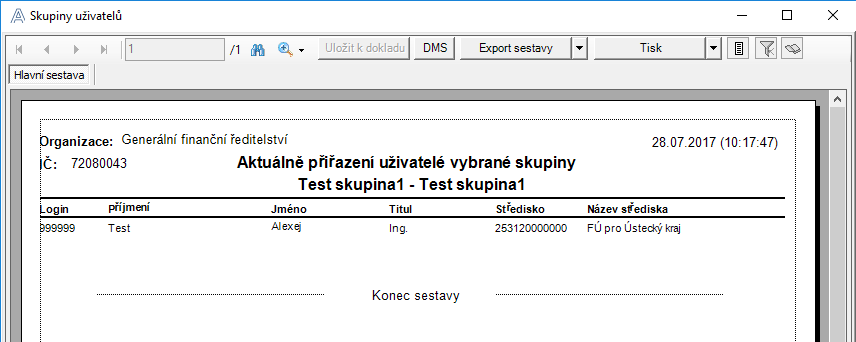 Skupiny uživatelů
1 /1 Uložit k dokladu DMS Export sestavy Tisk
Hlavní sestava
Organizace: Generální finanční ředitelství 28.07.2017 (10:17:47)
IČ: 72080043 Aktuálně přiřazení uživatelé vybrané skupiny
Test skupina1 - Test skupina1
Login příjmení Jméno Titul Středisko Název střediska
999999 Test Alexej Ing. 253120000000 FÚ pro Ústecký kraj
Konec sestavy